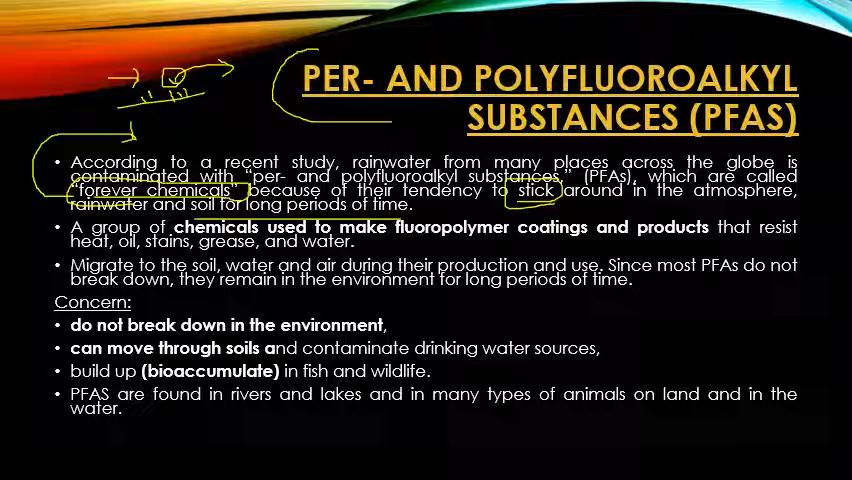 PER- AND POLYFLUOROALKYL
SUBSTANCES (PFAS)
• According to a recent study, rainwater from many places across the globe is
contaminated with “per- and polyfluoroalkyl substances,” (PFAs), which are called
“forever chemicals” because of their tendency to stick around in the atmosphere,
rainwater and soil for long periods of time.
• A group of chemicals used to make fluoropolymer coatings and products that resist
heat, oil, stains, grease, and water.
• Migrate to the soil, water and air during their production and use. Since most PFAs do not
break down, they remain in the environment for long periods of time.
Concern:
• do not break down in the environment,
• can move through soils and contaminate drinking water sources,
• build up (bioaccumulate) in fish and wildlife.
• PFAS are found in rivers and lakes and in many types of animals on land and in the
water.